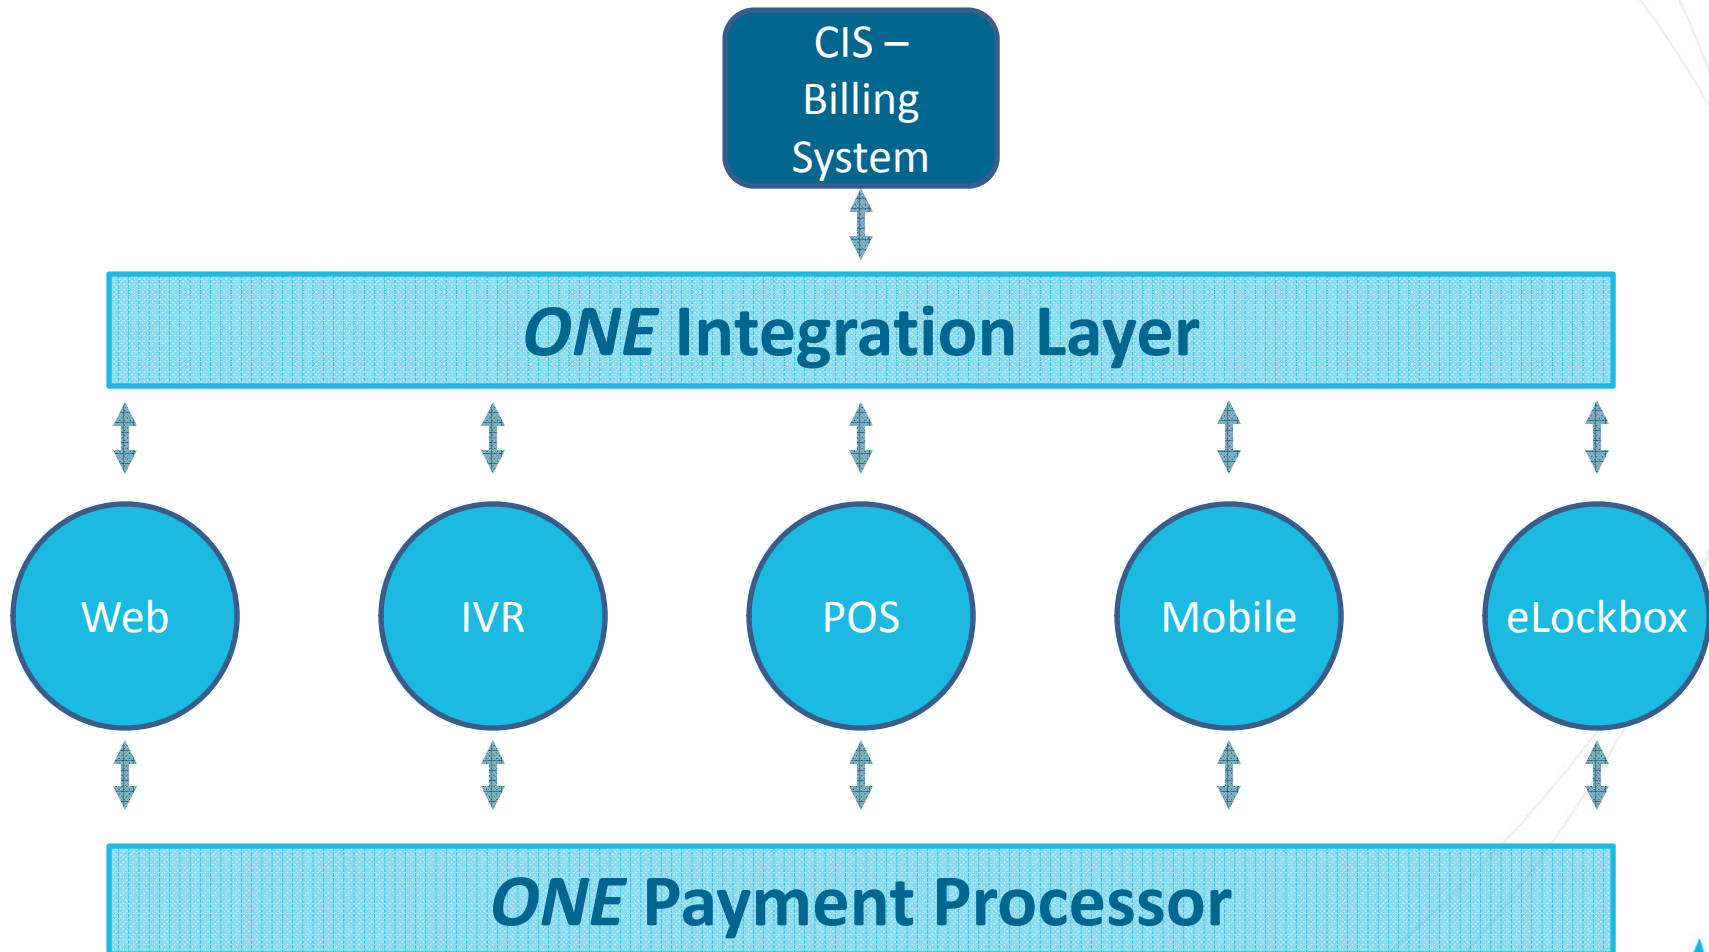 CIS –
Billing
System
ONE Integration Layer
Web
IVR
POS
Mobile
eLockbox
ONE Payment Processor